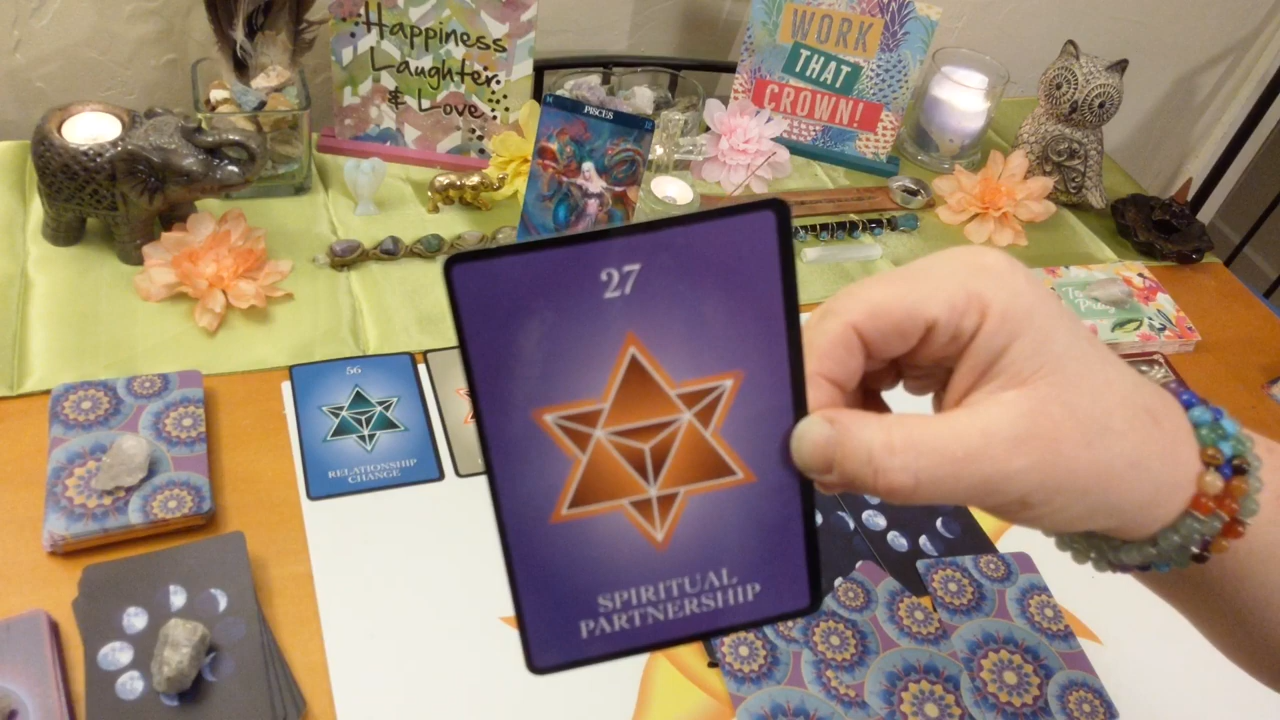 Happiness
Laughter
& Love
WORK
THAT
CROWN!
PISCES
27
SPIRITUAL
PARTNERSHIP
56
RELATIONSHIP
CHANGE